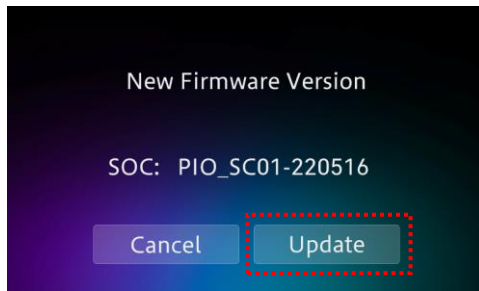 New Firmware Version
SOC: PIO_SC01-220516
Cancel Update